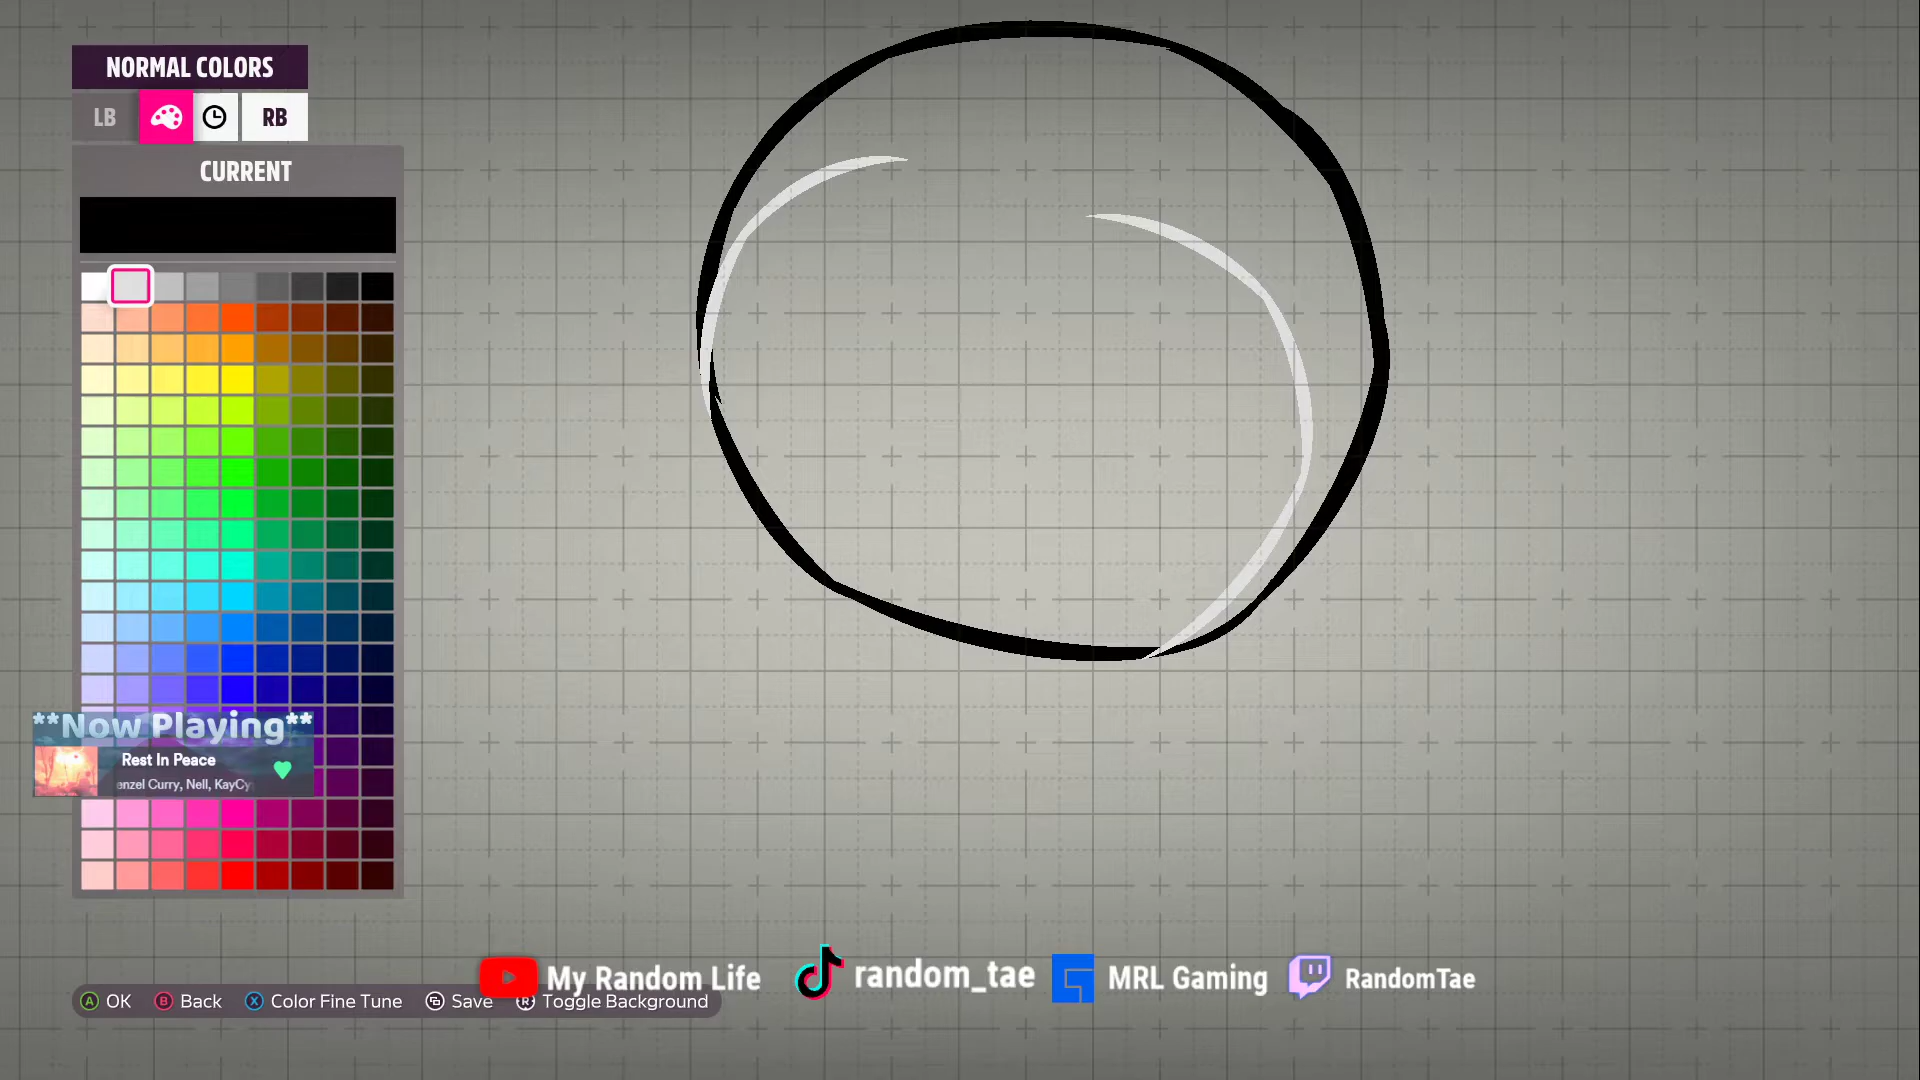 NORMAL COLORS
LB
RB
CURRENT
**Now Playing**
Rest In Peace
enzel Curry, Nell, KayCy
My Random Life
random_tae
MRL Gaming
RandomTae
A OK
B Back
X Color Fine Tune
Save
R Toggle Background